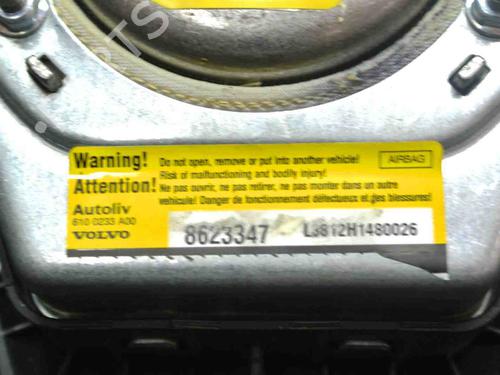 Warning! Do not open, remove or put into another vehicle! AIRBAG
Risk of malfunctioning and bodily injury!
Attention! Ne pas ouvrir, ne pas retirer, ne pas monter dans un autre
véhicule! Danger de fonctionnement défectueux et des blessures!
Autoliv
610 0233 A00
VOLVO 8623347 L3812H1480026